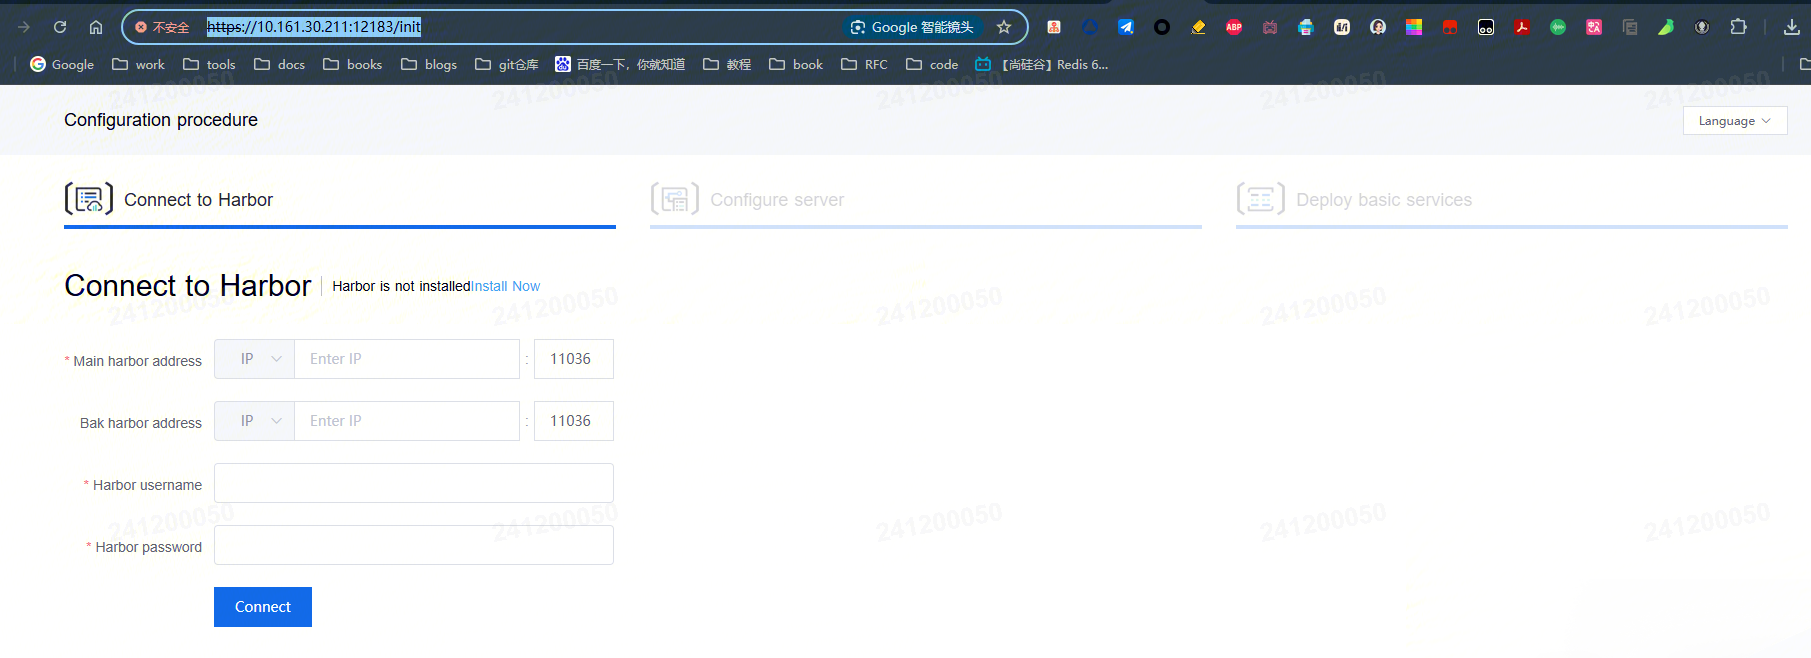 不安全 https://10.161.30.211:12183/init Google 智能镜头
Google work tools docs books blogs git仓库 百度一下，你就知道 教程 book RFC code 【尚硅谷】Redis 6...
Configuration procedure Language
Connect to Harbor Configure server Deploy basic services
Connect to Harbor Harbor is not installedInstall Now
* Main harbor address IP Enter IP : 11036
Bak harbor address IP Enter IP : 11036
* Harbor username
* Harbor password
Connect
241200050 241200050 241200050 241200050 241200050
241200050 241200050 241200050 241200050 241200050
241200050 241200050 241200050 241200050 241200050